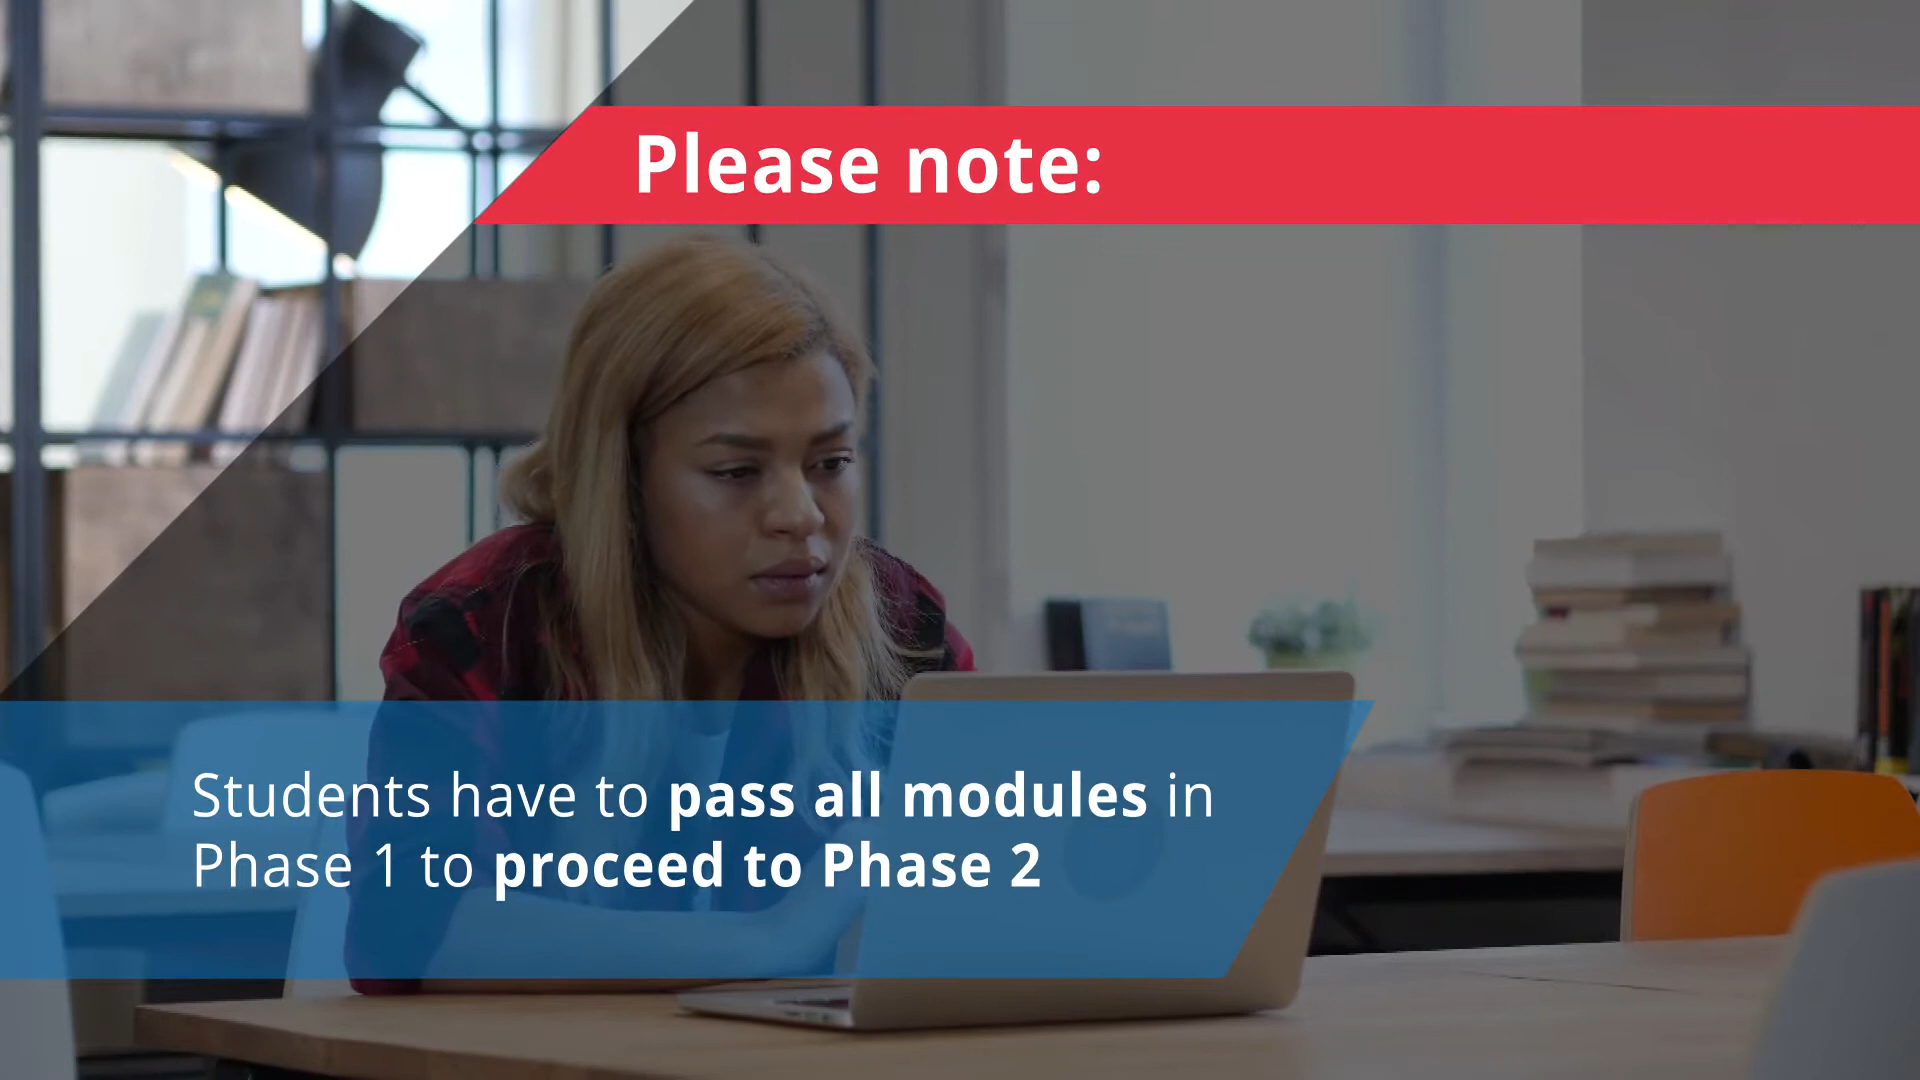 Please note:
Students have to pass all modules in
Phase 1 to proceed to Phase 2